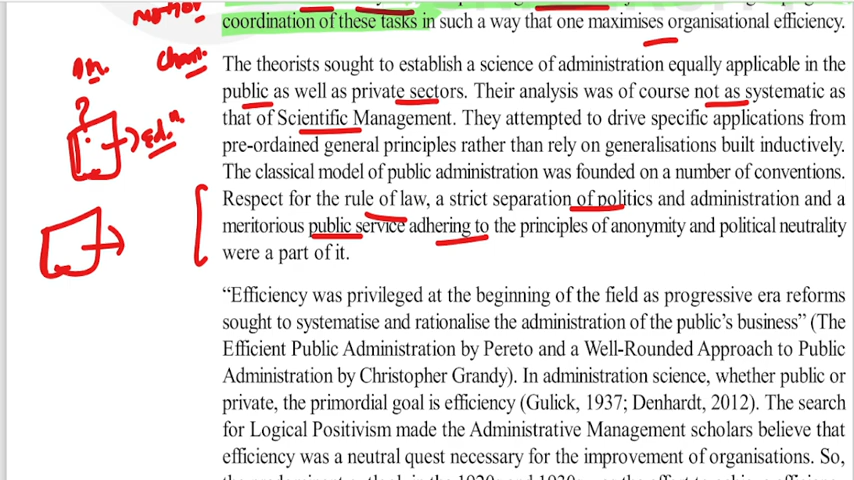 coordination of these tasks in such a way that one maximises organisational efficiency.
The theorists sought to establish a science of administration equally applicable in the
public as well as private sectors. Their analysis was of course not as systematic as
that of Scientific Management. They attempted to drive specific applications from
pre-ordained general principles rather than rely on generalisations built inductively.
The classical model of public administration was founded on a number of conventions.
Respect for the rule of law, a strict separation of politics and administration and a
meritorious public service adhering to the principles of anonymity and political neutrality
were a part of it.
“Efficiency was privileged at the beginning of the field as progressive era reforms
sought to systematise and rationalise the administration of the public’s business” (The
Efficient Public Administration by Pereto and a Well-Rounded Approach to Public
Administration by Christopher Grandy). In administration science, whether public or
private, the primordial goal is efficiency (Gulick, 1937; Denhardt, 2012). The search
for Logical Positivism made the Administrative Management scholars believe that
efficiency was a neutral quest necessary for the improvement of organisations. So,